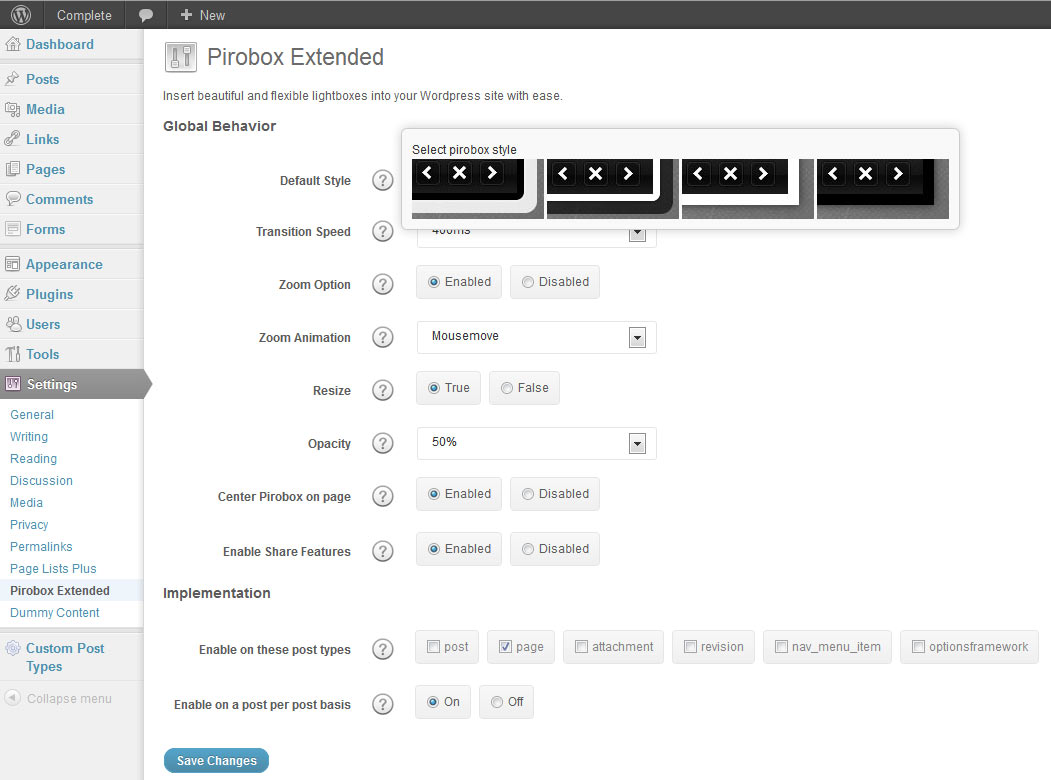 Complete
New
Dashboard
Posts
Media
Links
Pages
Comments
Forms
Appearance
Plugins
Users
Tools
Settings
General
Writing
Reading
Discussion
Media
Privacy
Permalinks
Page Lists Plus
Pirobox Extended
Dummy Content
Custom Post
Types
Collapse menu
Pirobox Extended
Insert beautiful and flexible lightboxes into your Wordpress site with ease.
Global Behavior
Select pirobox style
Default Style ?
Transition Speed ? 400ms
Zoom Option ? Enabled Disabled
Zoom Animation ? Mousemove
Resize ? True False
Opacity ? 50%
Center Pirobox on page ? Enabled Disabled
Enable Share Features ? Enabled Disabled
Implementation
Enable on these post types ? post page attachment revision nav_menu_item optionsframework
Enable on a post per post basis ? On Off
Save Changes